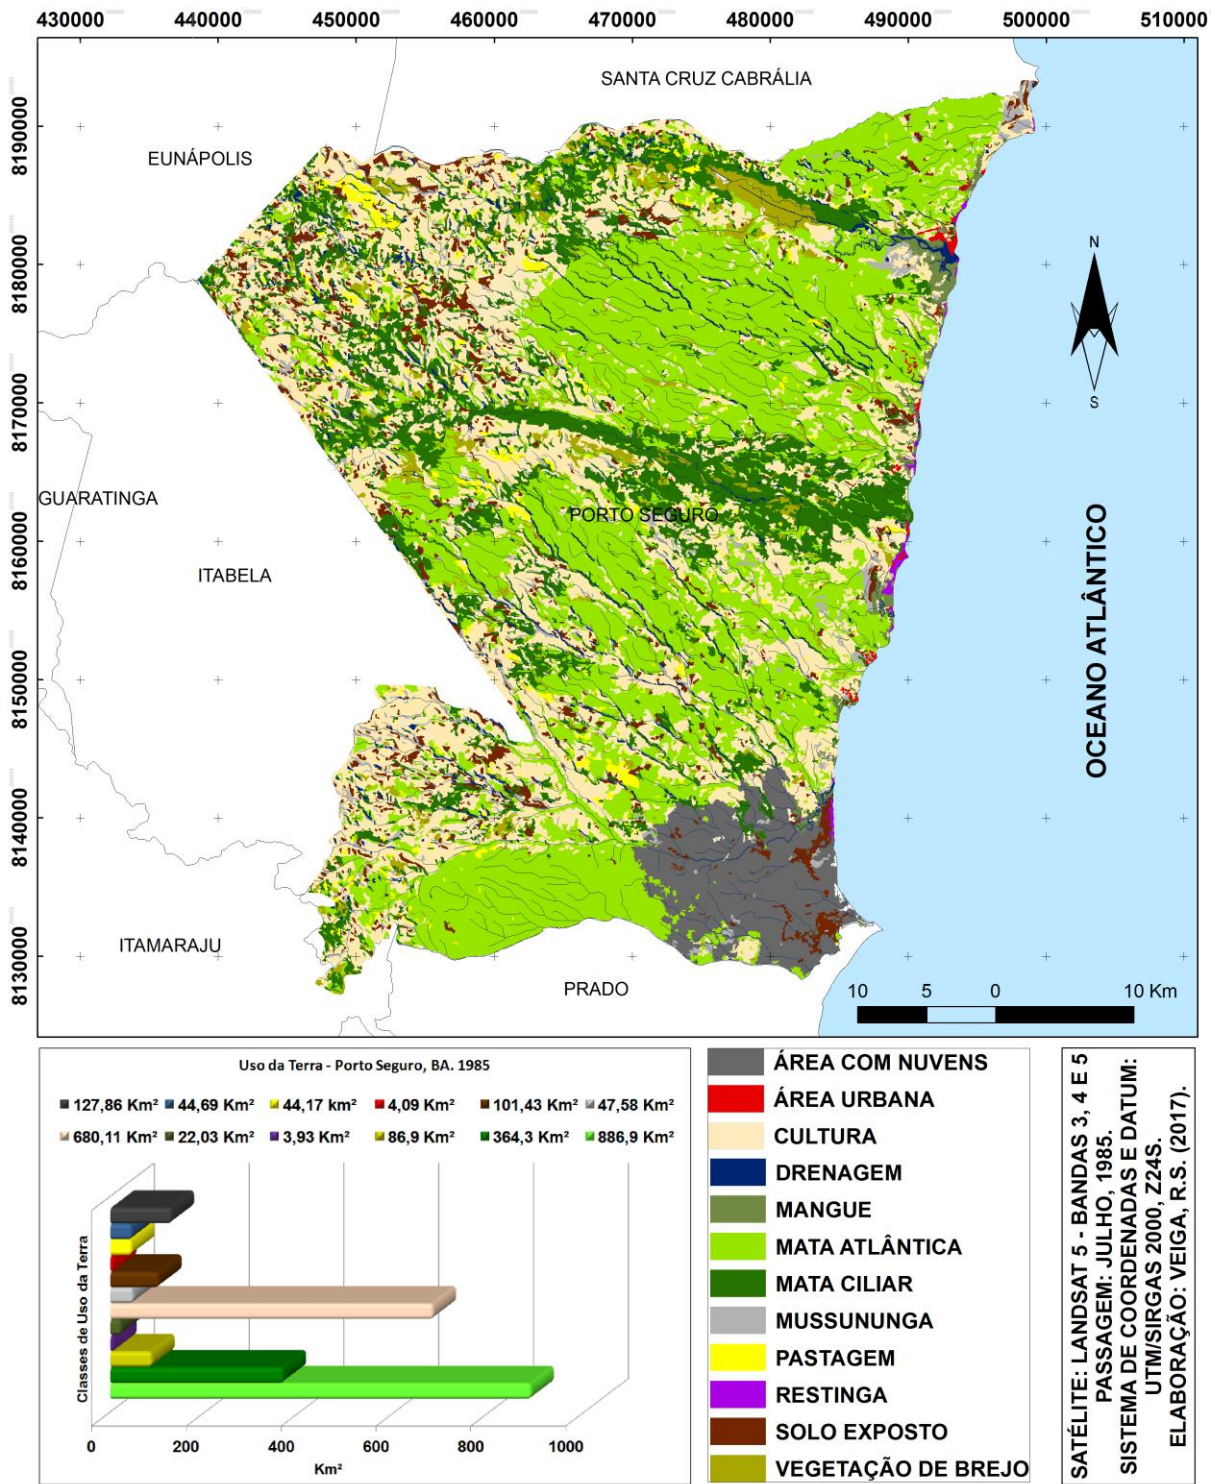 430000 440000 450000 460000 470000 480000 490000 500000 510000
8190000
8180000
8170000
8160000
8150000
8140000
8130000
SANTA CRUZ CABRÁLIA
EUNÁPOLIS
N
S
GUARATINGA
PORTO SEGURO
ITABELA
OCEANO ATLÂNTICO
ITAMARAJU
PRADO
10 5 0 10 Km
Uso da Terra - Porto Seguro, BA. 1985
127,86 Km² 44,69 Km² 44,17 km² 4,09 Km² 101,43 Km² 47,58 Km²
680,11 Km² 22,03 Km² 3,93 Km² 86,9 Km² 364,3 Km² 886,9 Km²
Classes de Uso da Terra
0 200 400 600 800 1000
Km²
ÁREA COM NUVENS
ÁREA URBANA
CULTURA
DRENAGEM
MANGUE
MATA ATLÂNTICA
MATA CILIAR
MUSSUNUNGA
PASTAGEM
RESTINGA
SOLO EXPOSTO
VEGETAÇÃO DE BREJO
SATÉLITE: LANDSAT 5 - BANDAS 3, 4 E 5
PASSAGEM: JULHO, 1985.
SISTEMA DE COORDENADAS E DATUM:
UTM/SIRGAS 2000, Z24S.
ELABORAÇÃO: VEIGA, R.S. (2017).